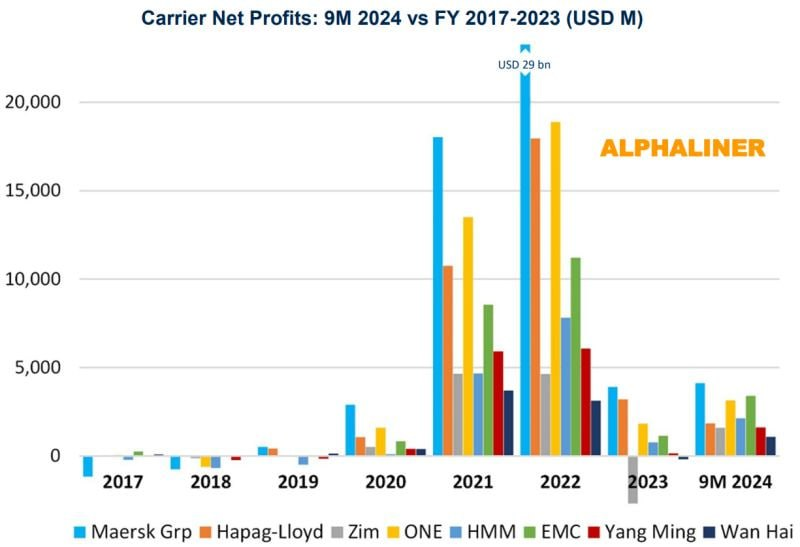 Carrier Net Profits: 9M 2024 vs FY 2017-2023 (USD M)
USD 29 bn
20,000
ALPHALINER
15,000
10,000
5,000
0
2017 2018 2019 2020 2021 2022 2023 9M 2024
Maersk Grp Hapag-Lloyd Zim ONE HMM EMC Yang Ming Wan Hai